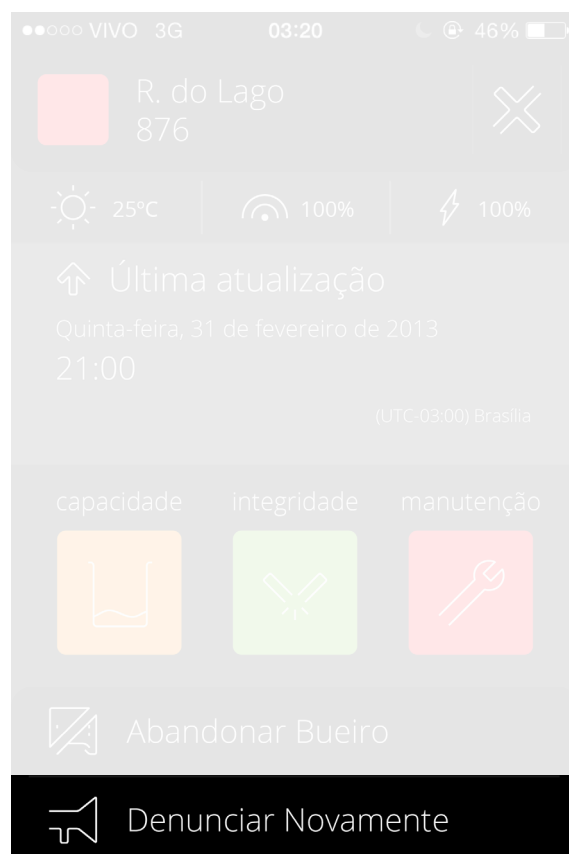 VIVO 3G 03:20 46%
R. do Lago
876
25ºC 100% 100%
Última atualização
Quinta-feira, 31 de fevereiro de 2013
21:00
(UTC-03:00) Brasília
capacidade integridade manutenção
Abandonar Bueiro
Denunciar Novamente